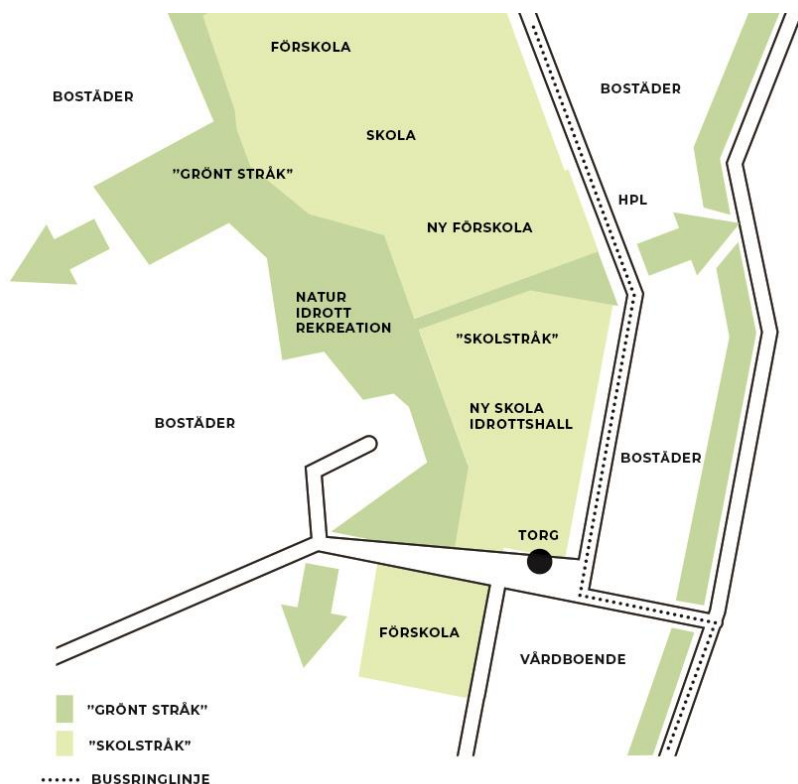 FÖRSKOLA
BOSTÄDER
BOSTÄDER
SKOLA
”GRÖNT STRÅK”
HPL
NY FÖRSKOLA
NATUR
IDROTT
REKREATION
”SKOLSTRÅK”
NY SKOLA
IDROTTSHALL
BOSTÄDER
BOSTÄDER
TORG
FÖRSKOLA
VÅRDBOENDE
”GRÖNT STRÅK”
”SKOLSTRÅK”
BUSSRINGLINJE